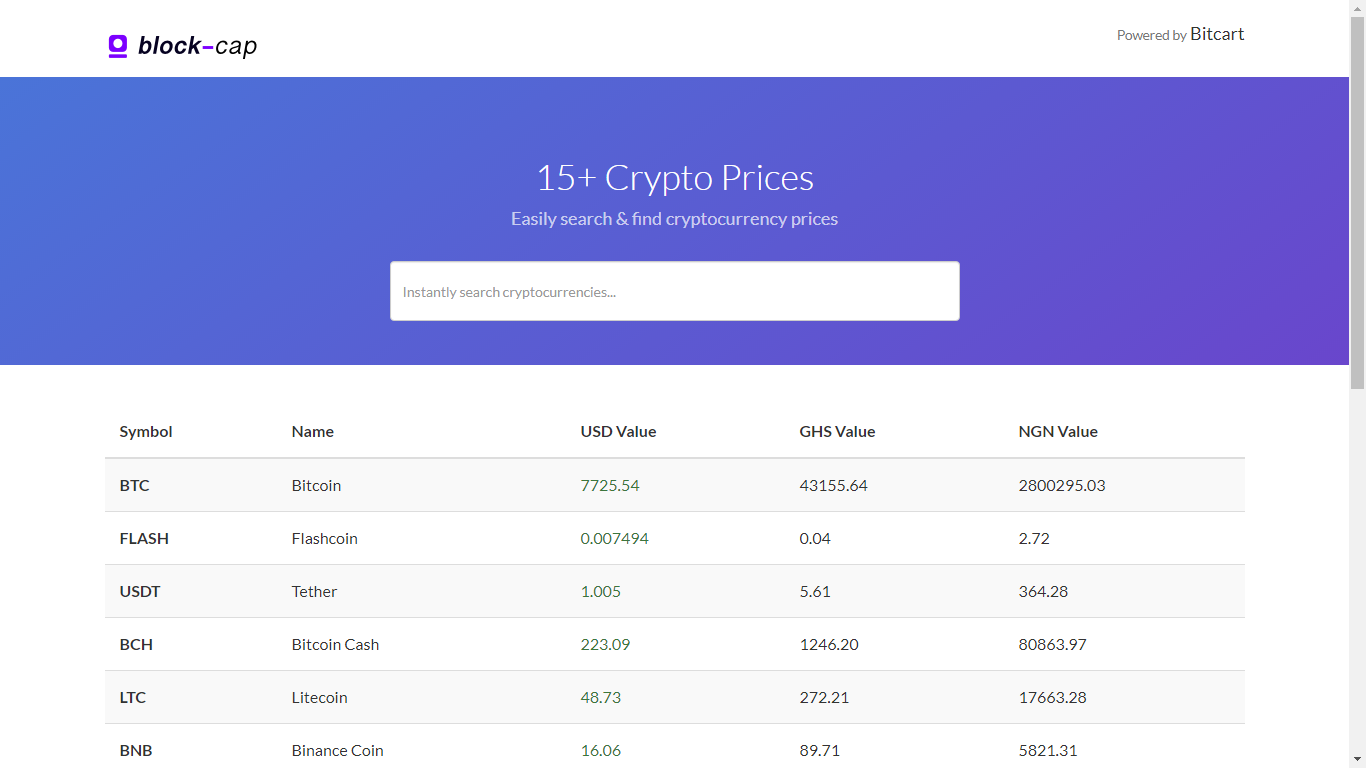 block-cap
Powered by Bitcart
15+ Crypto Prices
Easily search & find cryptocurrency prices
Instantly search cryptocurrencies...
Symbol Name USD Value GHS Value NGN Value
BTC Bitcoin 7725.54 43155.64 2800295.03
FLASH Flashcoin 0.007494 0.04 2.72
USDT Tether 1.005 5.61 364.28
BCH Bitcoin Cash 223.09 1246.20 80863.97
LTC Litecoin 48.73 272.21 17663.28
BNB Binance Coin 16.06 89.71 5821.31